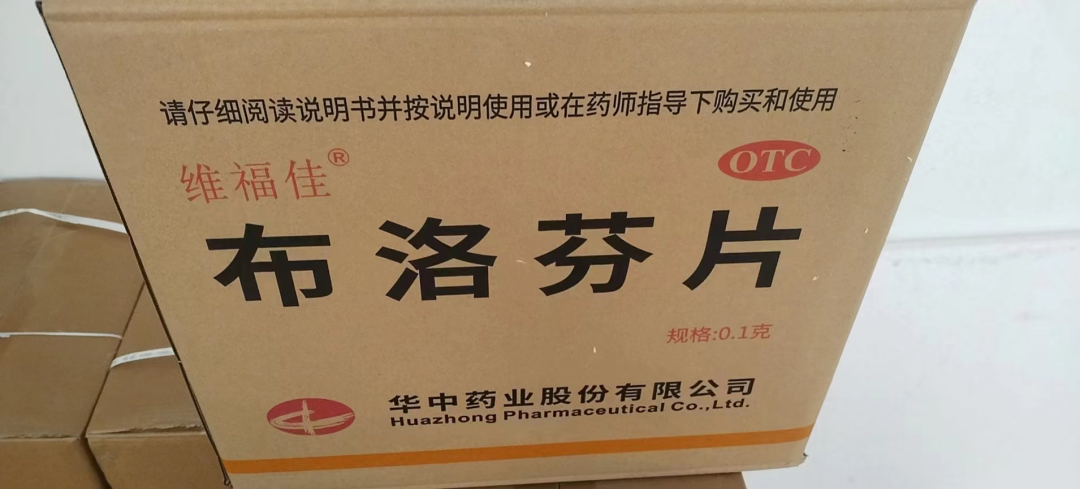 请仔细阅读说明书并按说明使用或在药师指导下购买和使用
维福佳®
OTC
布洛芬片
规格:0.1克
华中药业股份有限公司
Huazhong Pharmaceutical Co.,Ltd.